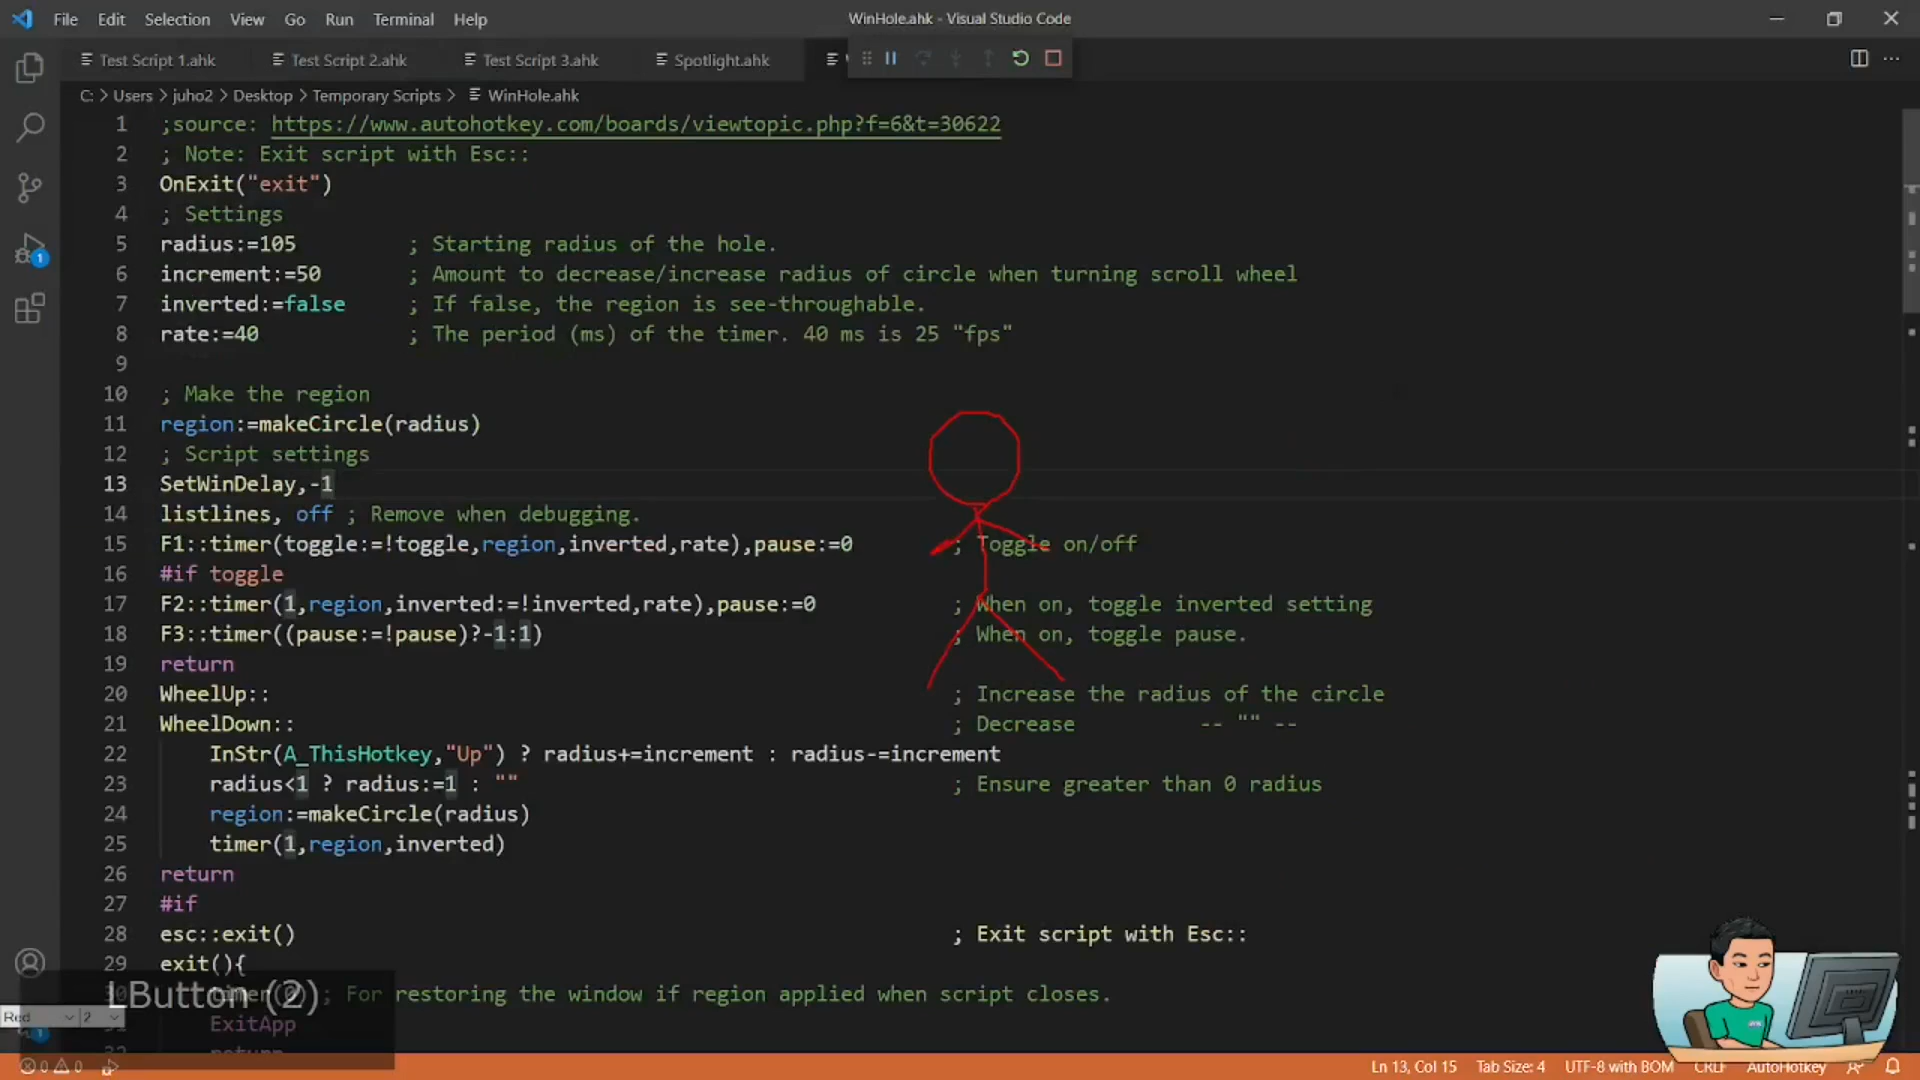 File Edit Selection View Go Run Terminal Help WinHole.ahk - Visual Studio Code
Test Script 1.ahk Test Script 2.ahk Test Script 3.ahk Spotlight.ahk
C: > Users > juho2 > Desktop > Temporary Scripts > WinHole.ahk
1 ;source: https://www.autohotkey.com/boards/viewtopic.php?f=6&t=30622
2 ; Note: Exit script with Esc::
3 OnExit("exit")
4 ; Settings
5 radius:=105 ; Starting radius of the hole.
6 increment:=50 ; Amount to decrease/increase radius of circle when turning scroll wheel
7 inverted:=false ; If false, the region is see-throughable.
8 rate:=40 ; The period (ms) of the timer. 40 ms is 25 "fps"
9
10 ; Make the region
11 region:=makeCircle(radius)
12 ; Script settings
13 SetWinDelay,-1
14 listlines, off ; Remove when debugging.
15 F1::timer(toggle:=!toggle,region,inverted,rate),pause:=0 ; Toggle on/off
16 #if toggle
17 F2::timer(1,region,inverted:=!inverted,rate),pause:=0 ; When on, toggle inverted setting
18 F3::timer((pause:=!pause)?-1:1) ; When on, toggle pause.
19 return
20 WheelUp:: ; Increase the radius of the circle
21 WheelDown:: ; Decrease -- "" --
22 InStr(A_ThisHotkey,"Up") ? radius+=increment : radius-=increment
23 radius<1 ? radius:=1 : "" ; Ensure greater than 0 radius
24 region:=makeCircle(radius)
25 timer(1,region,inverted)
26 return
27 #if
28 esc::exit() ; Exit script with Esc::
29 exit(){
30 timer(0) ; For restoring the window if region applied when script closes.
LButton (2)
Red 2
31 ExitApp
32 return
0 0 Ln 13, Col 15 Tab Size: 4 UTF-8 with BOM CRLF AutoHotkey